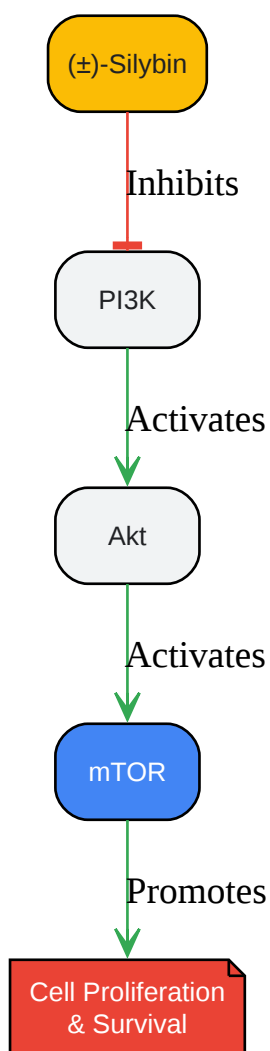 (±)-Silybin
Inhibits
PI3K
Activates
Akt
Activates
mTOR
Promotes
Cell Proliferation
& Survival